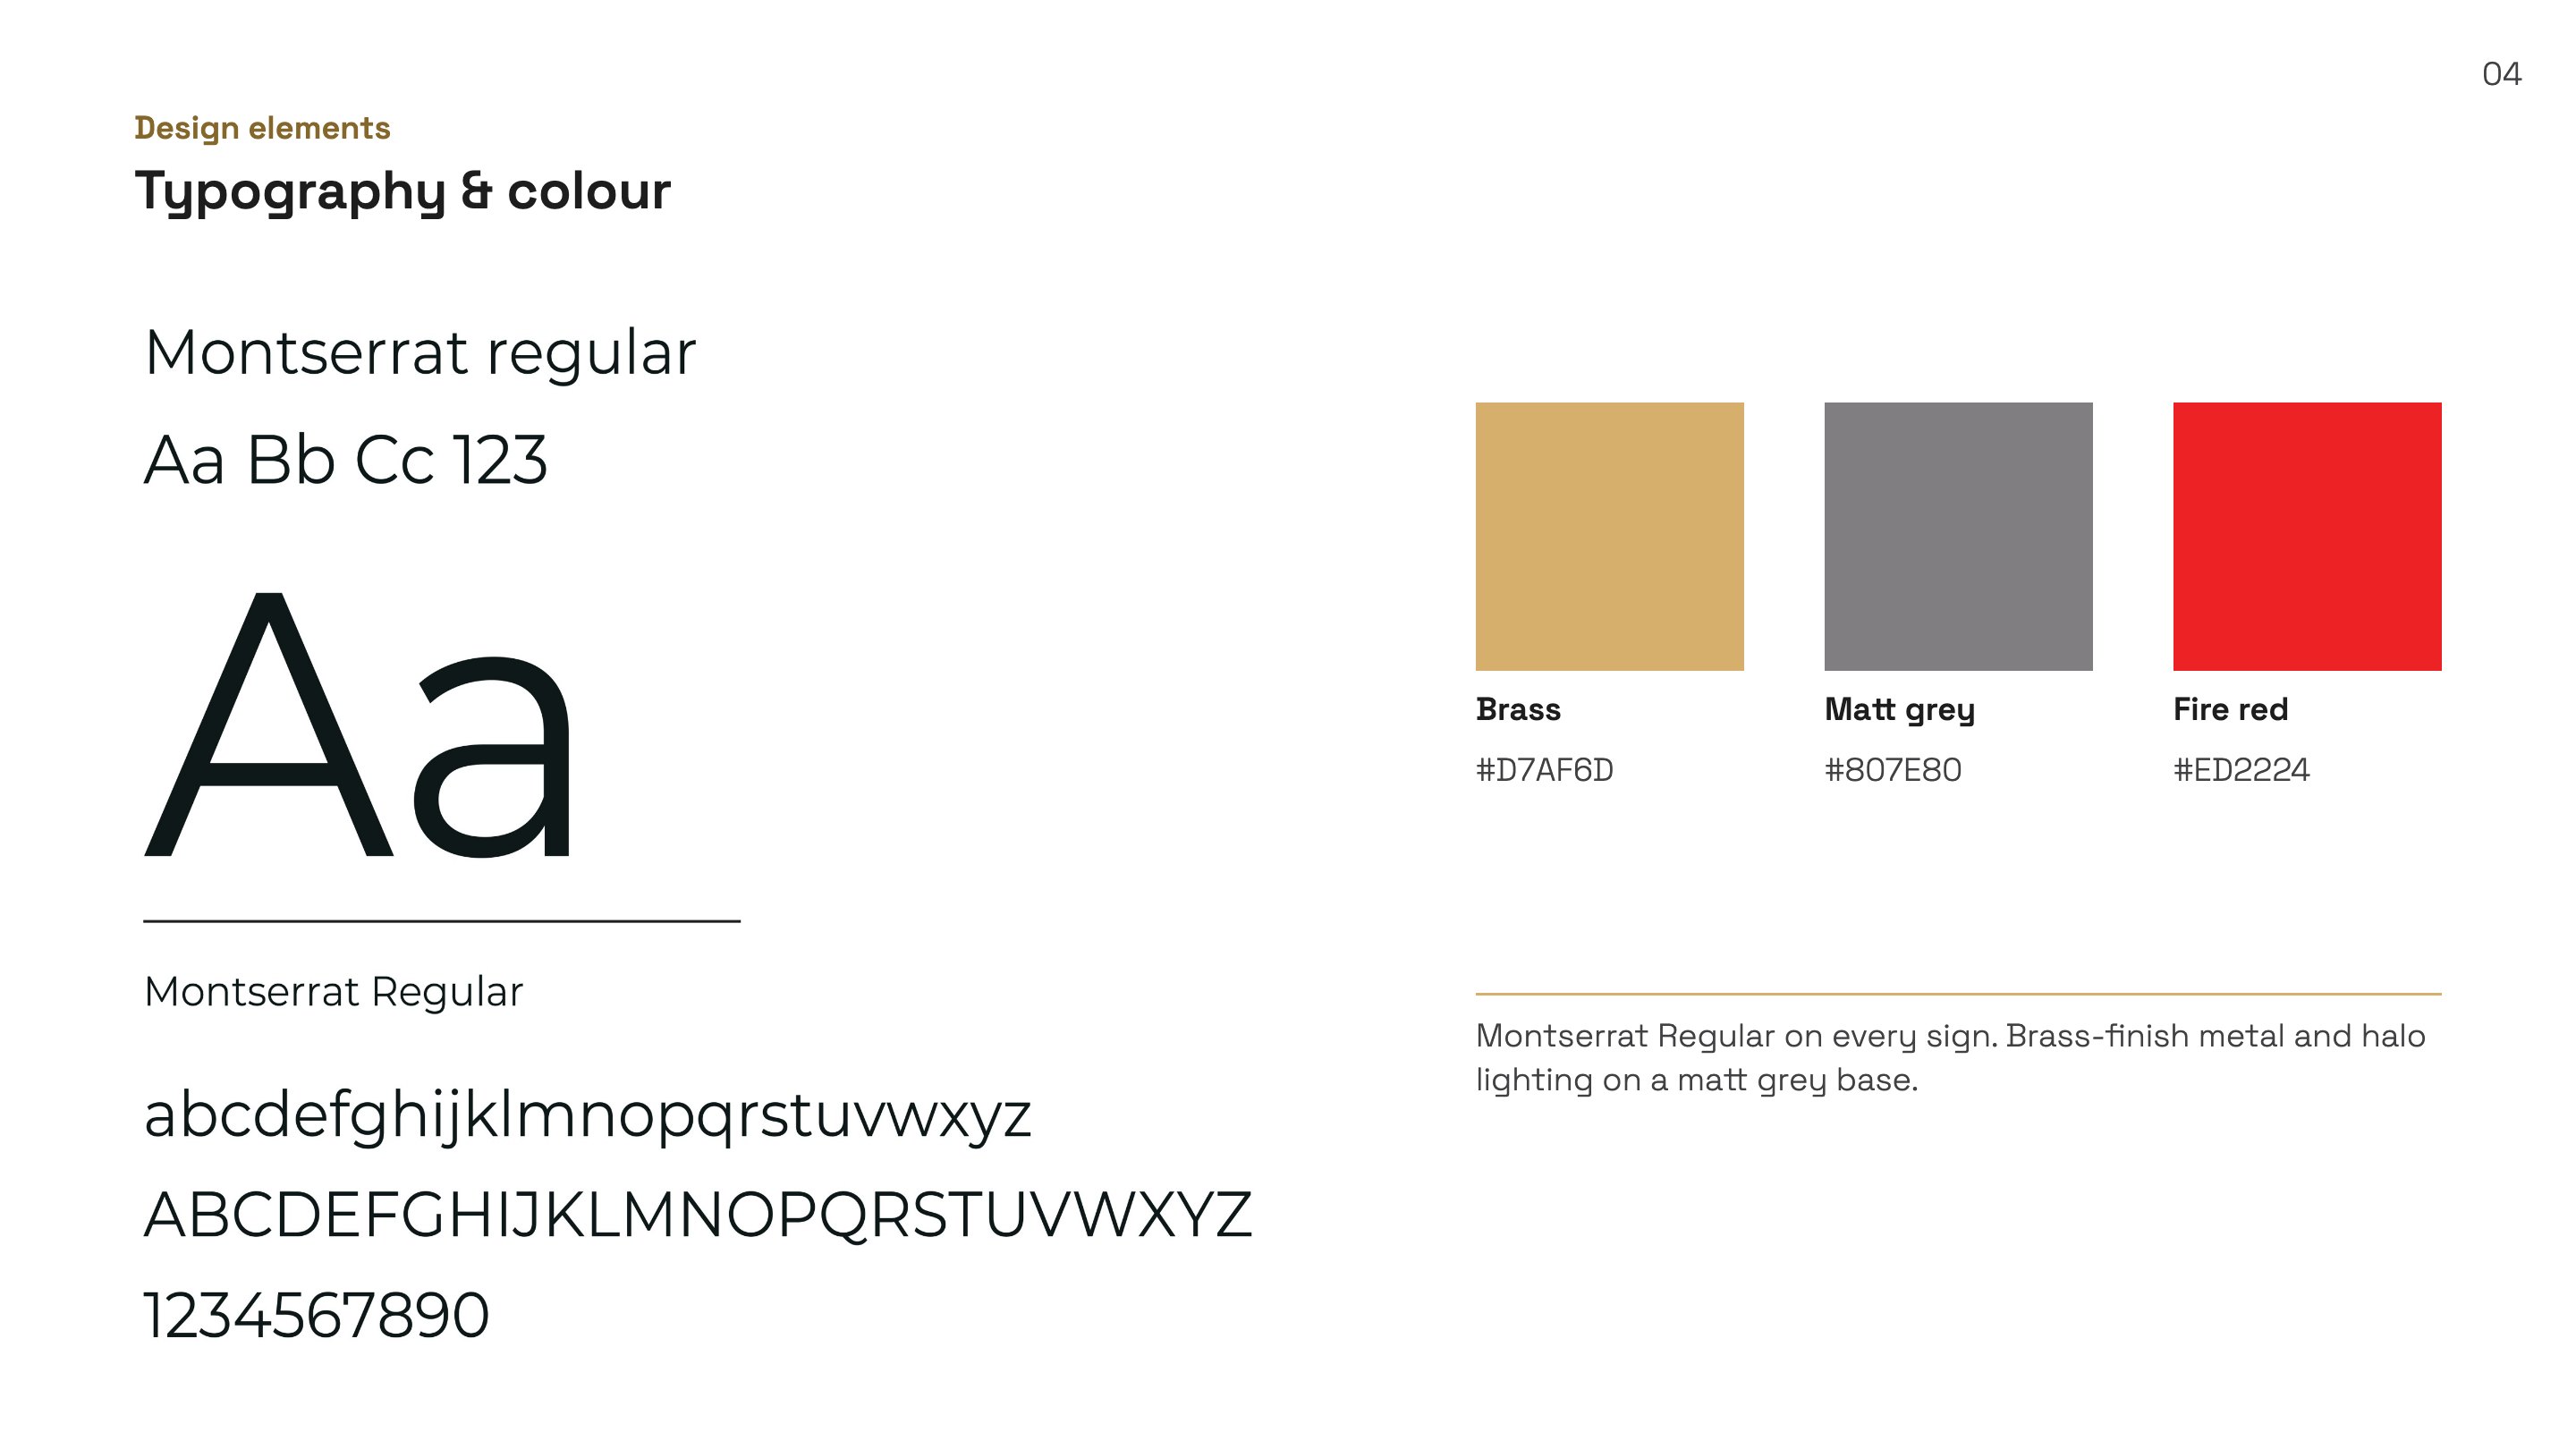 04
Design elements
Typography & colour
Montserrat regular
Aa Bb Cc 123
Aa
Montserrat Regular
abcdefghijklmnopqrstuvwxyz
ABCDEFGHIJKLMNOPQRSTUVWXYZ
1234567890
Brass
#D7AF6D
Matt grey
#807E80
Fire red
#ED2224
Montserrat Regular on every sign. Brass-finish metal and halo
lighting on a matt grey base.